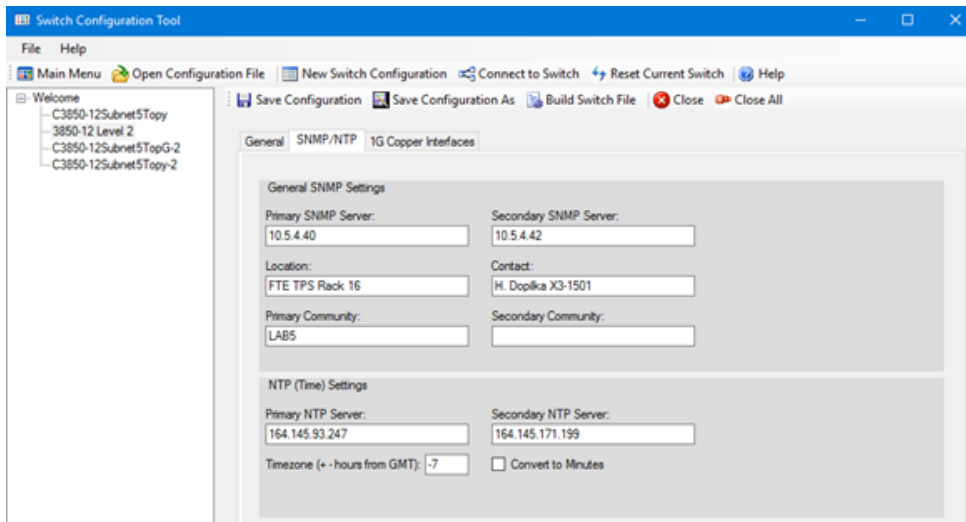 Switch Configuration Tool
File Help
Main Menu Open Configuration File New Switch Configuration Connect to Switch Reset Current Switch Help
Welcome
C3850-12Subnet5Topy
3850-12 Level 2
C3850-12Subnet5TopG-2
C3850-12Subnet5Topy-2
Save Configuration Save Configuration As Build Switch File Close Close All
General SNMP/NTP 1G Copper Interfaces
General SNMP Settings
Primary SNMP Server: Secondary SNMP Server:
10.5.4.40 10.5.4.42
Location: Contact:
FTE TPS Rack 16 H. Dopilka X3-1501
Primary Community: Secondary Community:
LAB5
NTP (Time) Settings
Primary NTP Server: Secondary NTP Server:
164.145.93.247 164.145.171.199
Timezone (+ - hours from GMT): -7 Convert to Minutes